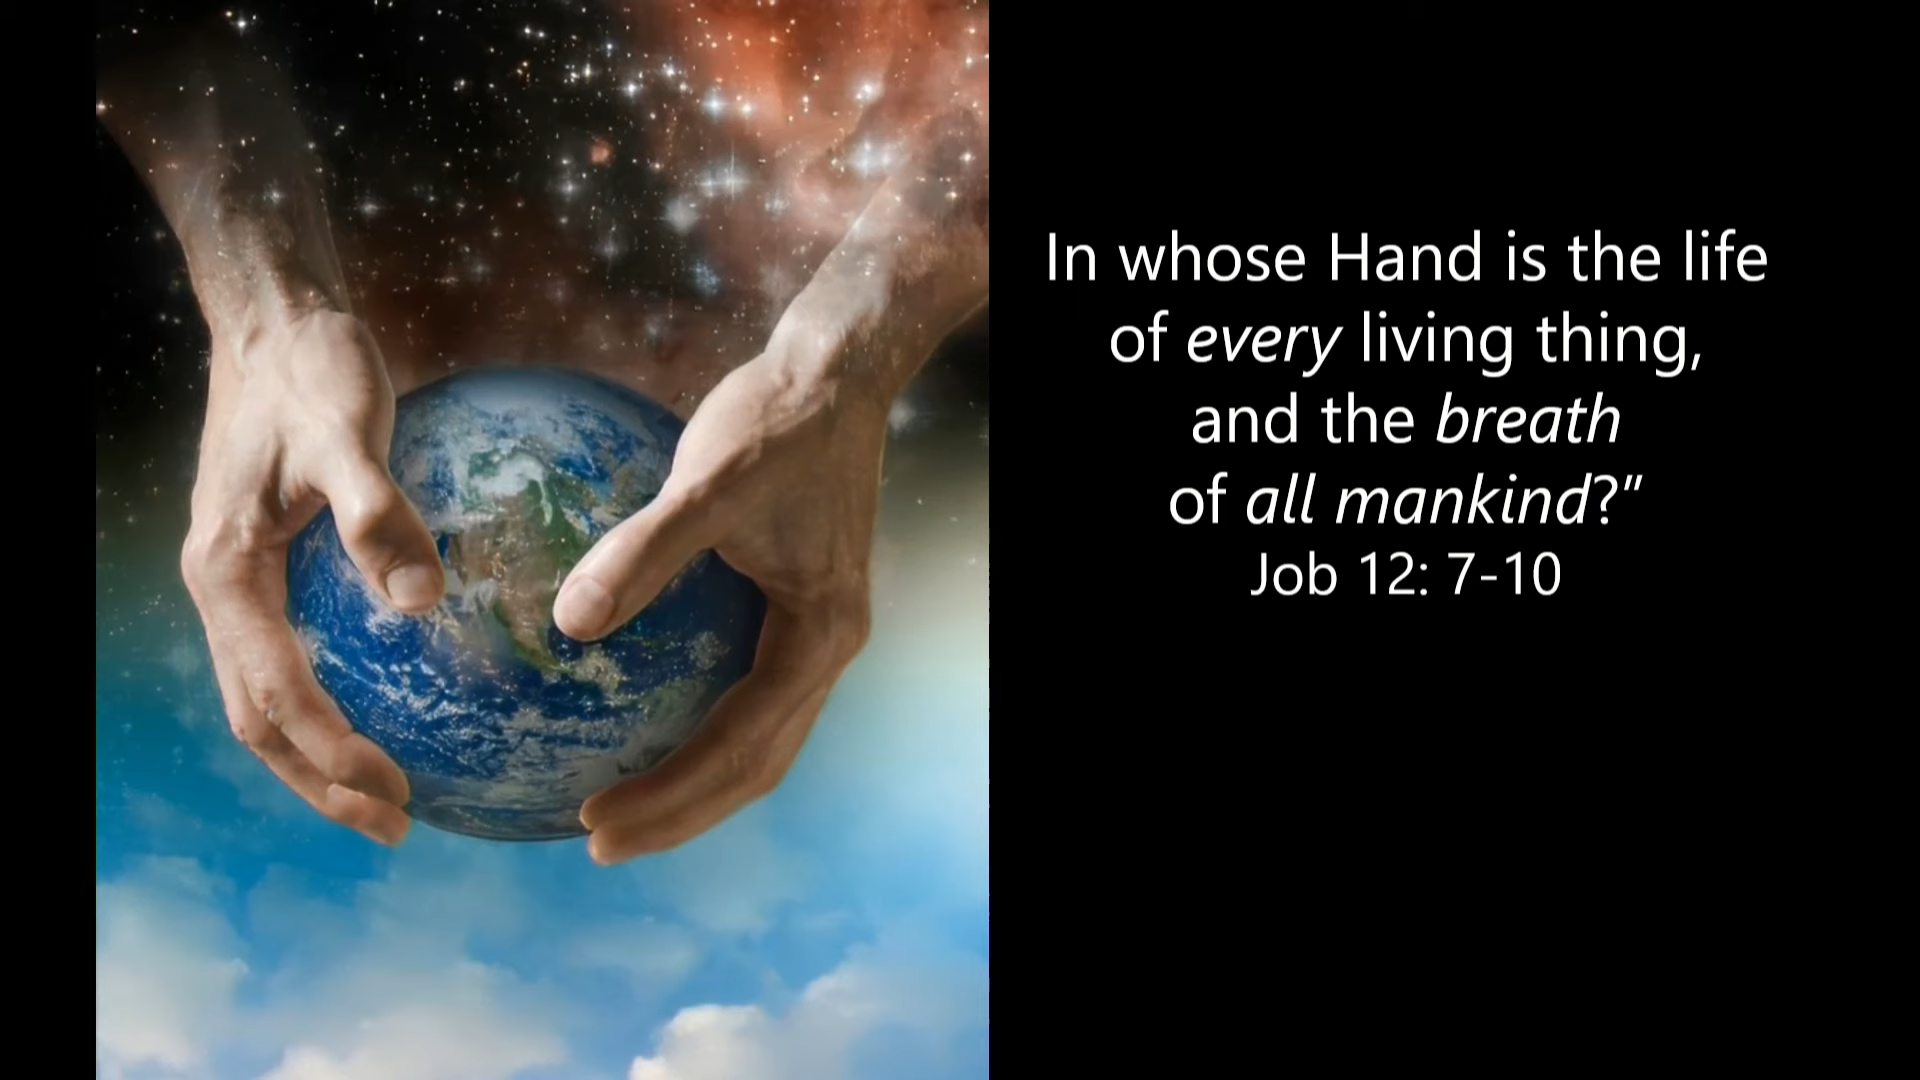 In whose Hand is the life
of every living thing,
and the breath
of all mankind?”
Job 12: 7-10